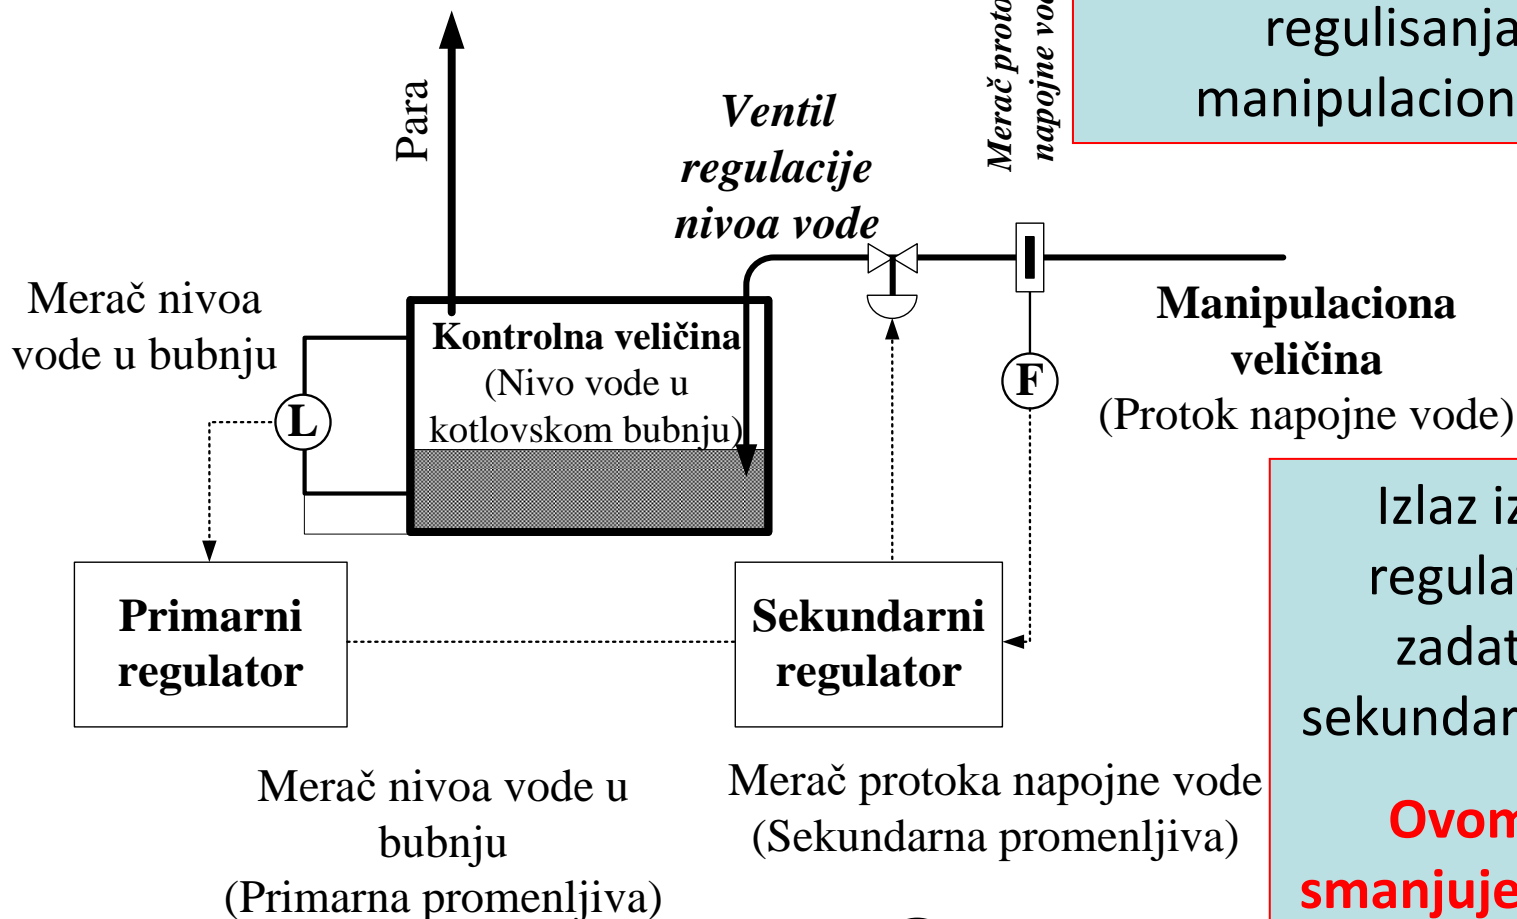 regulisanja
manipulacion
Merač proto
napojne vod
Para
Ventil
regulacije
nivoa vode
Merač nivoa
vode u bubnju
Kontrolna veličina
(Nivo vode u
kotlovskom bubnju)
L
F
Manipulaciona
veličina
(Protok napojne vode)
Primarni
regulator
Sekundarni
regulator
Izlaz iz
regula
zadat
sekundar
Ovom
smanjuje
Merač nivoa vode u
bubnju
(Primarna promenljiva)
Merač protoka napojne vode
(Sekundarna promenljiva)